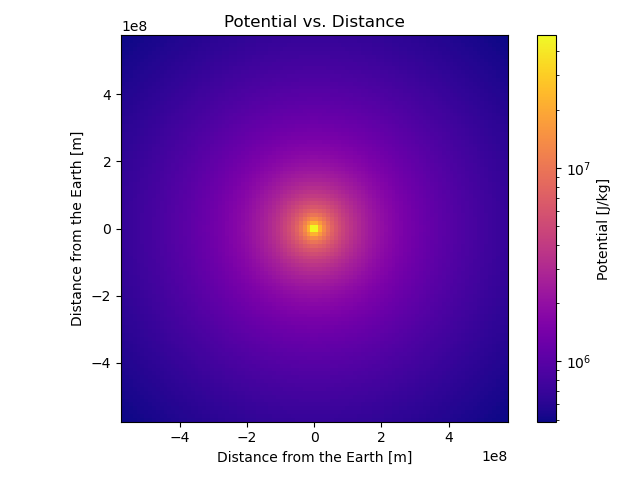 Potential vs. Distance
1e8
4
2
0
−2
−4
Distance from the Earth [m]
−4
−2
0
2
4
1e8
Distance from the Earth [m]
10⁷
10⁶
Potential [J/kg]